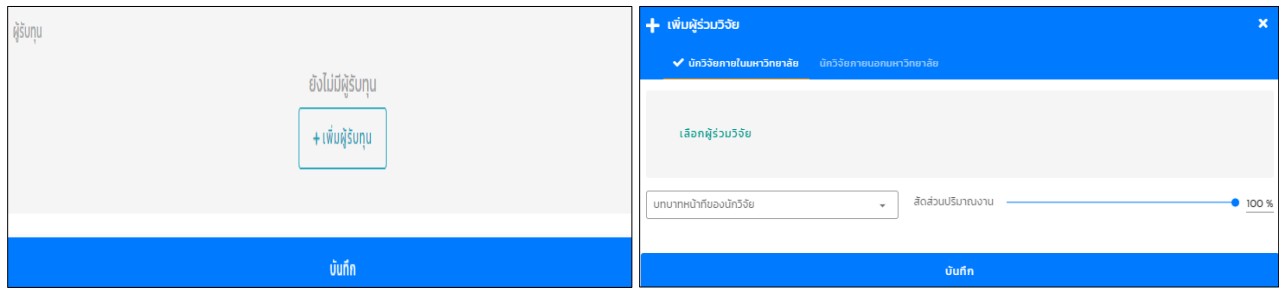 ผู้รับทุน
ยังไม่มีผู้รับทุน
+ เพิ่มผู้รับทุน
บันทึก
เพิ่มผู้ร่วมวิจัย
นักวิจัยภายในมหาวิทยาลัย นักวิจัยภายนอกมหาวิทยาลัย
เลือกผู้ร่วมวิจัย
บทบาทหน้าที่ของนักวิจัย สัดส่วนปริมาณงาน 100 %
บันทึก